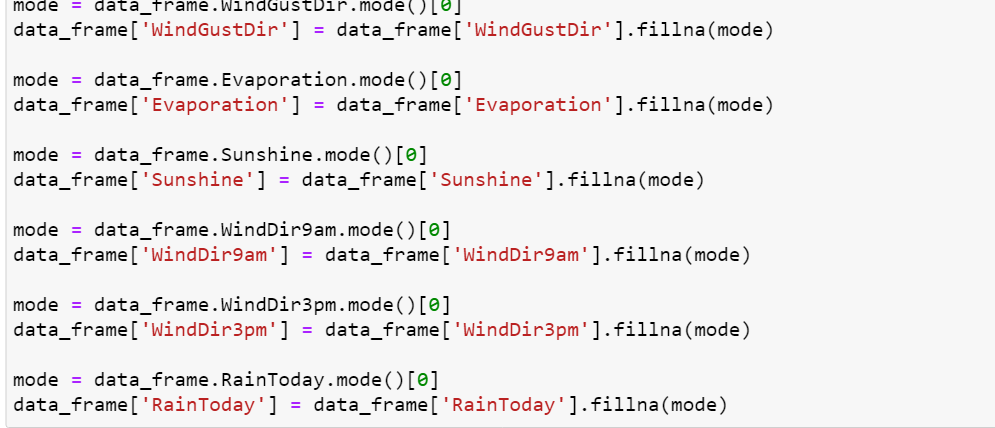 mode = data_frame.WindGustDir.mode()[0]
data_frame['WindGustDir'] = data_frame['WindGustDir'].fillna(mode)
mode = data_frame.Evaporation.mode()[0]
data_frame['Evaporation'] = data_frame['Evaporation'].fillna(mode)
mode = data_frame.Sunshine.mode()[0]
data_frame['Sunshine'] = data_frame['Sunshine'].fillna(mode)
mode = data_frame.WindDir9am.mode()[0]
data_frame['WindDir9am'] = data_frame['WindDir9am'].fillna(mode)
mode = data_frame.WindDir3pm.mode()[0]
data_frame['WindDir3pm'] = data_frame['WindDir3pm'].fillna(mode)
mode = data_frame.RainToday.mode()[0]
data_frame['RainToday'] = data_frame['RainToday'].fillna(mode)